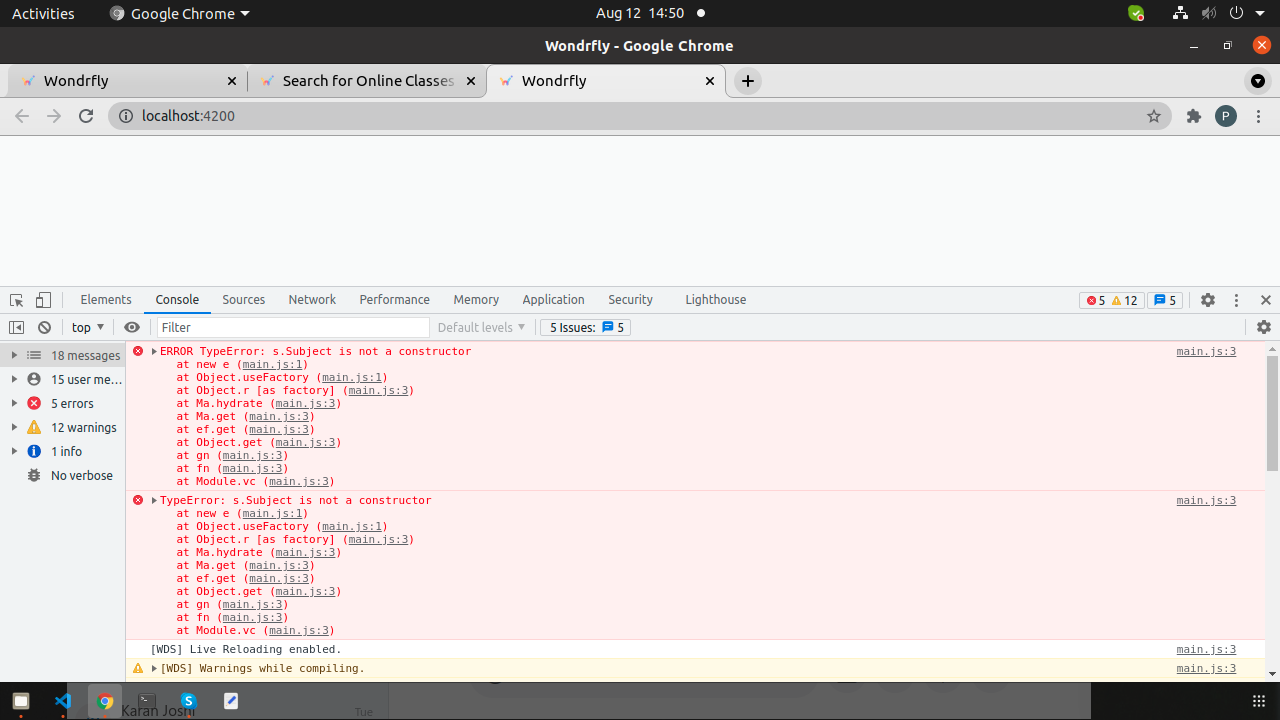 Activities
Google Chrome
Aug 12 14:50
Wondrfly - Google Chrome
Wondrfly
Search for Online Classes
Wondrfly
localhost:4200
P
Elements
Console
Sources
Network
Performance
Memory
Application
Security
Lighthouse
5
12
5
top
Filter
Default levels
5 Issues:
5
18 messages
15 user me…
5 errors
12 warnings
1 info
No verbose
ERROR TypeError: s.Subject is not a constructor main.js:3
at new e (main.js:1)
at Object.useFactory (main.js:1)
at Object.r [as factory] (main.js:3)
at Ma.hydrate (main.js:3)
at Ma.get (main.js:3)
at ef.get (main.js:3)
at Object.get (main.js:3)
at gn (main.js:3)
at fn (main.js:3)
at Module.vc (main.js:3)
TypeError: s.Subject is not a constructor main.js:3
at new e (main.js:1)
at Object.useFactory (main.js:1)
at Object.r [as factory] (main.js:3)
at Ma.hydrate (main.js:3)
at Ma.get (main.js:3)
at ef.get (main.js:3)
at Object.get (main.js:3)
at gn (main.js:3)
at fn (main.js:3)
at Module.vc (main.js:3)
[WDS] Live Reloading enabled. main.js:3
[WDS] Warnings while compiling. main.js:3
Karan Joshi
Tue